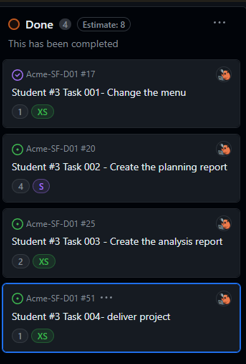 Done 4 Estimate: 8 ...
This has been completed
Acme-SF-D01 #17
Student #3 Task 001- Change the menu
1 XS
Acme-SF-D01 #20
Student #3 Task 002 - Create the planning report
4 S
Acme-SF-D01 #25
Student #3 Task 003 - Create the analysis report
2 XS
Acme-SF-D01 #51 ...
Student #3 Task 004- deliver project
1 XS